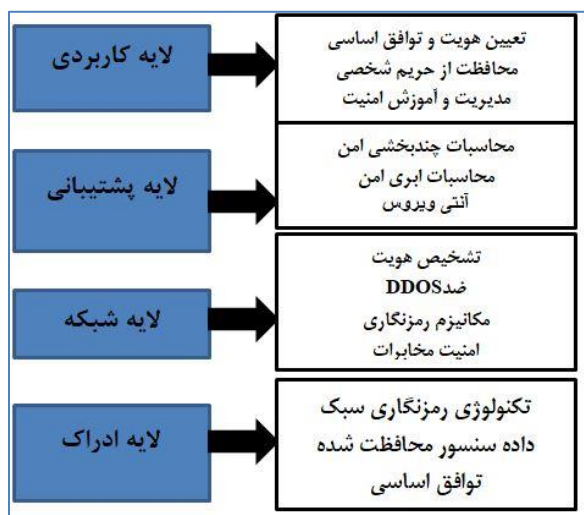 لایه کاربردی
تعیین هویت و توافق اساسی
محافظت از حریم شخصی
مدیریت و آموزش امنیت
لایه پشتیبانی
محاسبات چندبخشی امن
محاسبات ابری امن
آنتی ویروس
لایه شبکه
تشخیص هویت
ضدDDOS
مکانیزم رمزنگاری
امنیت مخابرات
لایه ادراک
تکنولوژی رمزنگاری سبک
داده سنسور محافظت شده
توافق اساسی